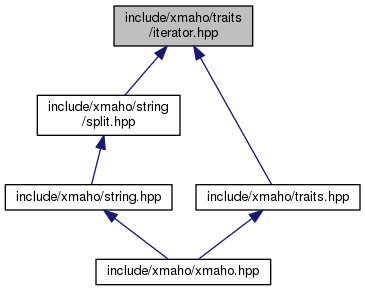 include/xmaho/traits
/iterator.hpp
include/xmaho/string
/split.hpp
include/xmaho/string.hpp
include/xmaho/traits.hpp
include/xmaho/xmaho.hpp